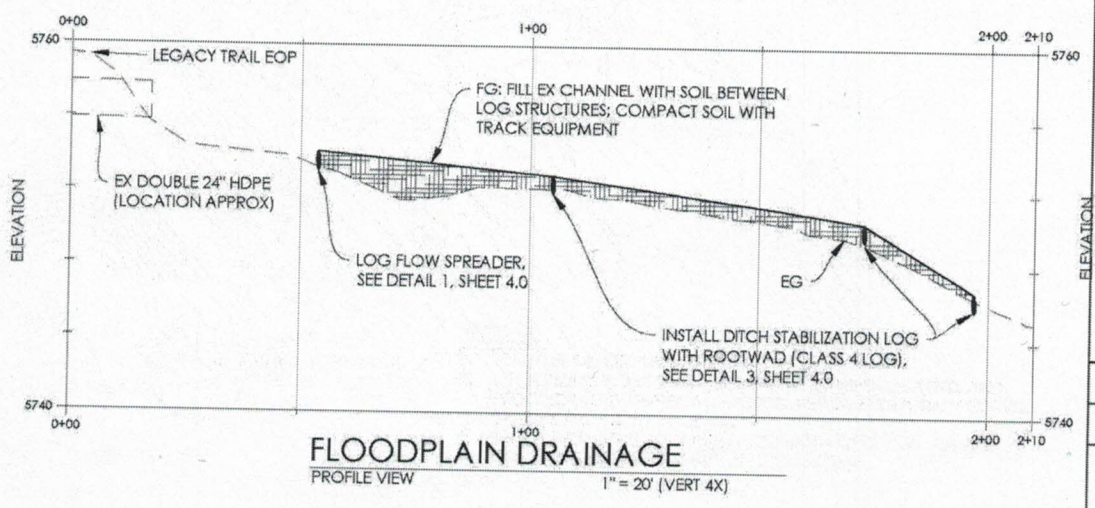 0+00
1+00
2+00
2+10
5760
5760
LEGACY TRAIL EOP
FG: FILL EX CHANNEL WITH SOIL BETWEEN
LOG STRUCTURES; COMPACT SOIL WITH
TRACK EQUIPMENT
EX DOUBLE 24" HDPE
(LOCATION APPROX)
ELEVATION
ELEVATION
LOG FLOW SPREADER,
SEE DETAIL 1, SHEET 4.0
EG
INSTALL DITCH STABILIZATION LOG
WITH ROOTWAD (CLASS 4 LOG),
SEE DETAIL 3, SHEET 4.0
5740
5740
0+00
1+00
2+00
2+10
FLOODPLAIN DRAINAGE
PROFILE VIEW
1" = 20' (VERT 4X)